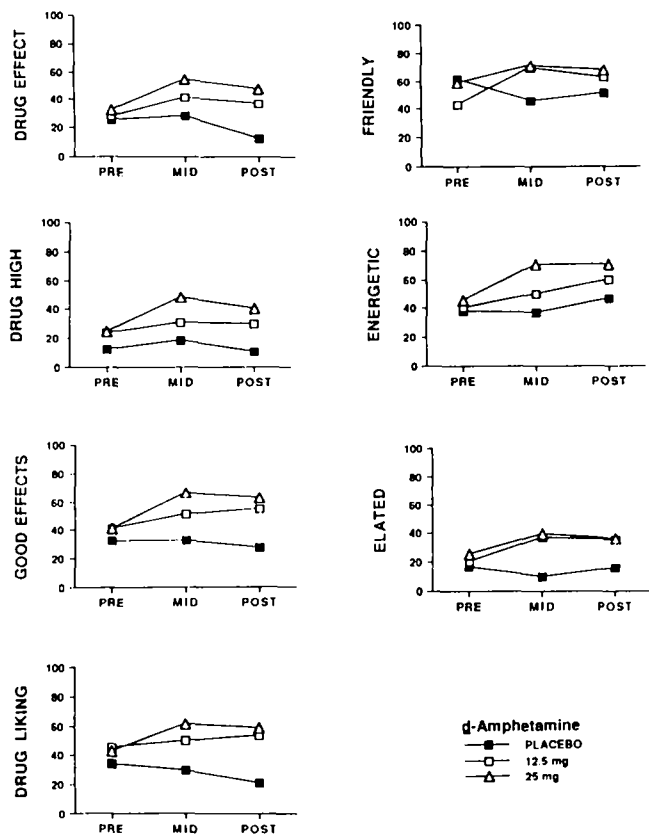 DRUG EFFECT
100
80
60
40
20
0
PRE MID POST
FRIENDLY
100
80
60
40
20
0
PRE MID POST
DRUG HIGH
100
80
60
40
20
0
PRE MID POST
ENERGETIC
100
80
60
40
20
0
PRE MID POST
GOOD EFFECTS
100
80
60
40
20
0
PRE MID POST
ELATED
100
80
60
40
20
0
PRE MID POST
DRUG LIKING
100
80
60
40
20
0
PRE MID POST
d-Amphetamine
PLACEBO
12.5 mg
25 mg